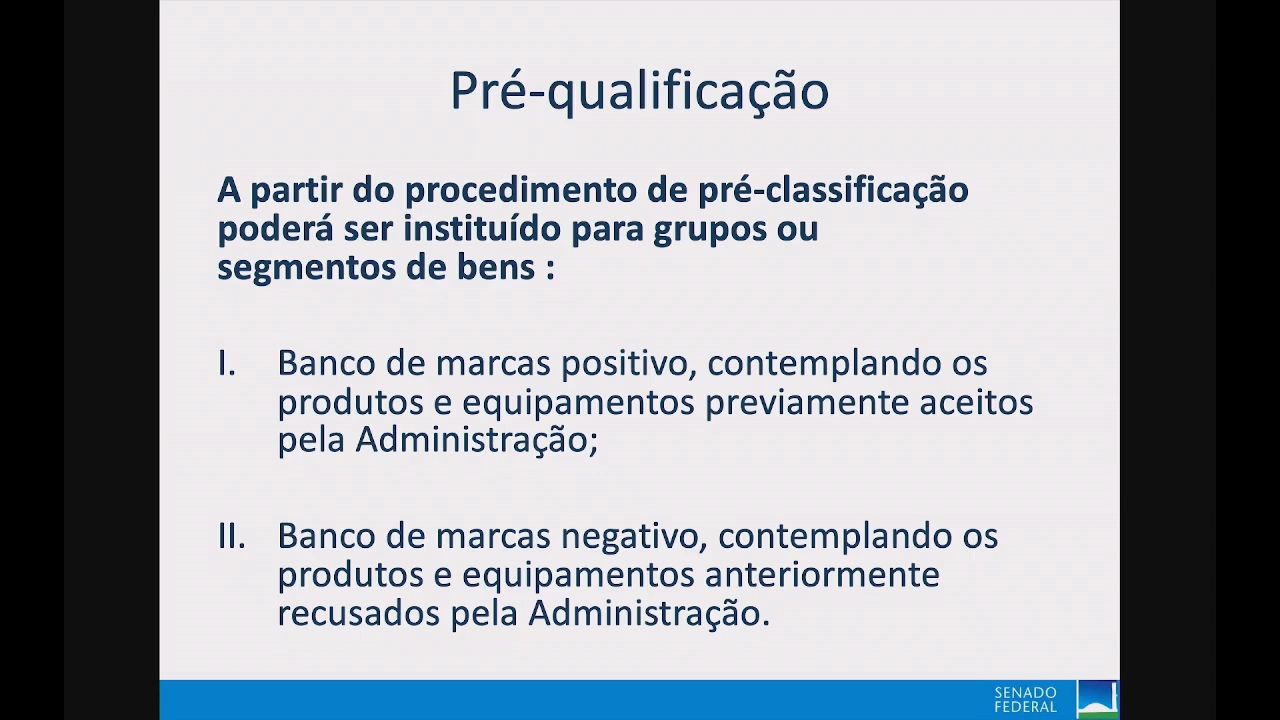 Pré-qualificação
A partir do procedimento de pré-classificação
poderá ser instituído para grupos ou
segmentos de bens :
I. Banco de marcas positivo, contemplando os
produtos e equipamentos previamente aceitos
pela Administração;
II. Banco de marcas negativo, contemplando os
produtos e equipamentos anteriormente
recusados pela Administração.
SENADO
FEDERAL